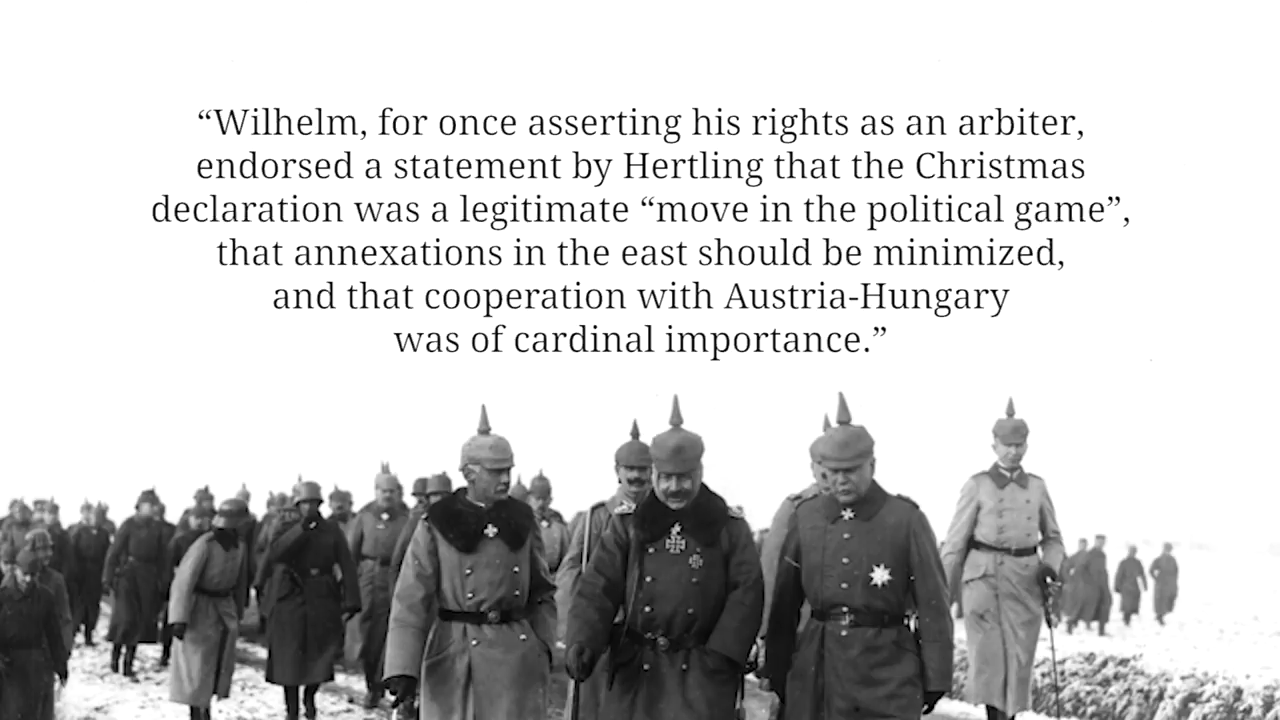 “Wilhelm, for once asserting his rights as an arbiter,
endorsed a statement by Hertling that the Christmas
declaration was a legitimate “move in the political game”,
that annexations in the east should be minimized,
and that cooperation with Austria-Hungary
was of cardinal importance.”